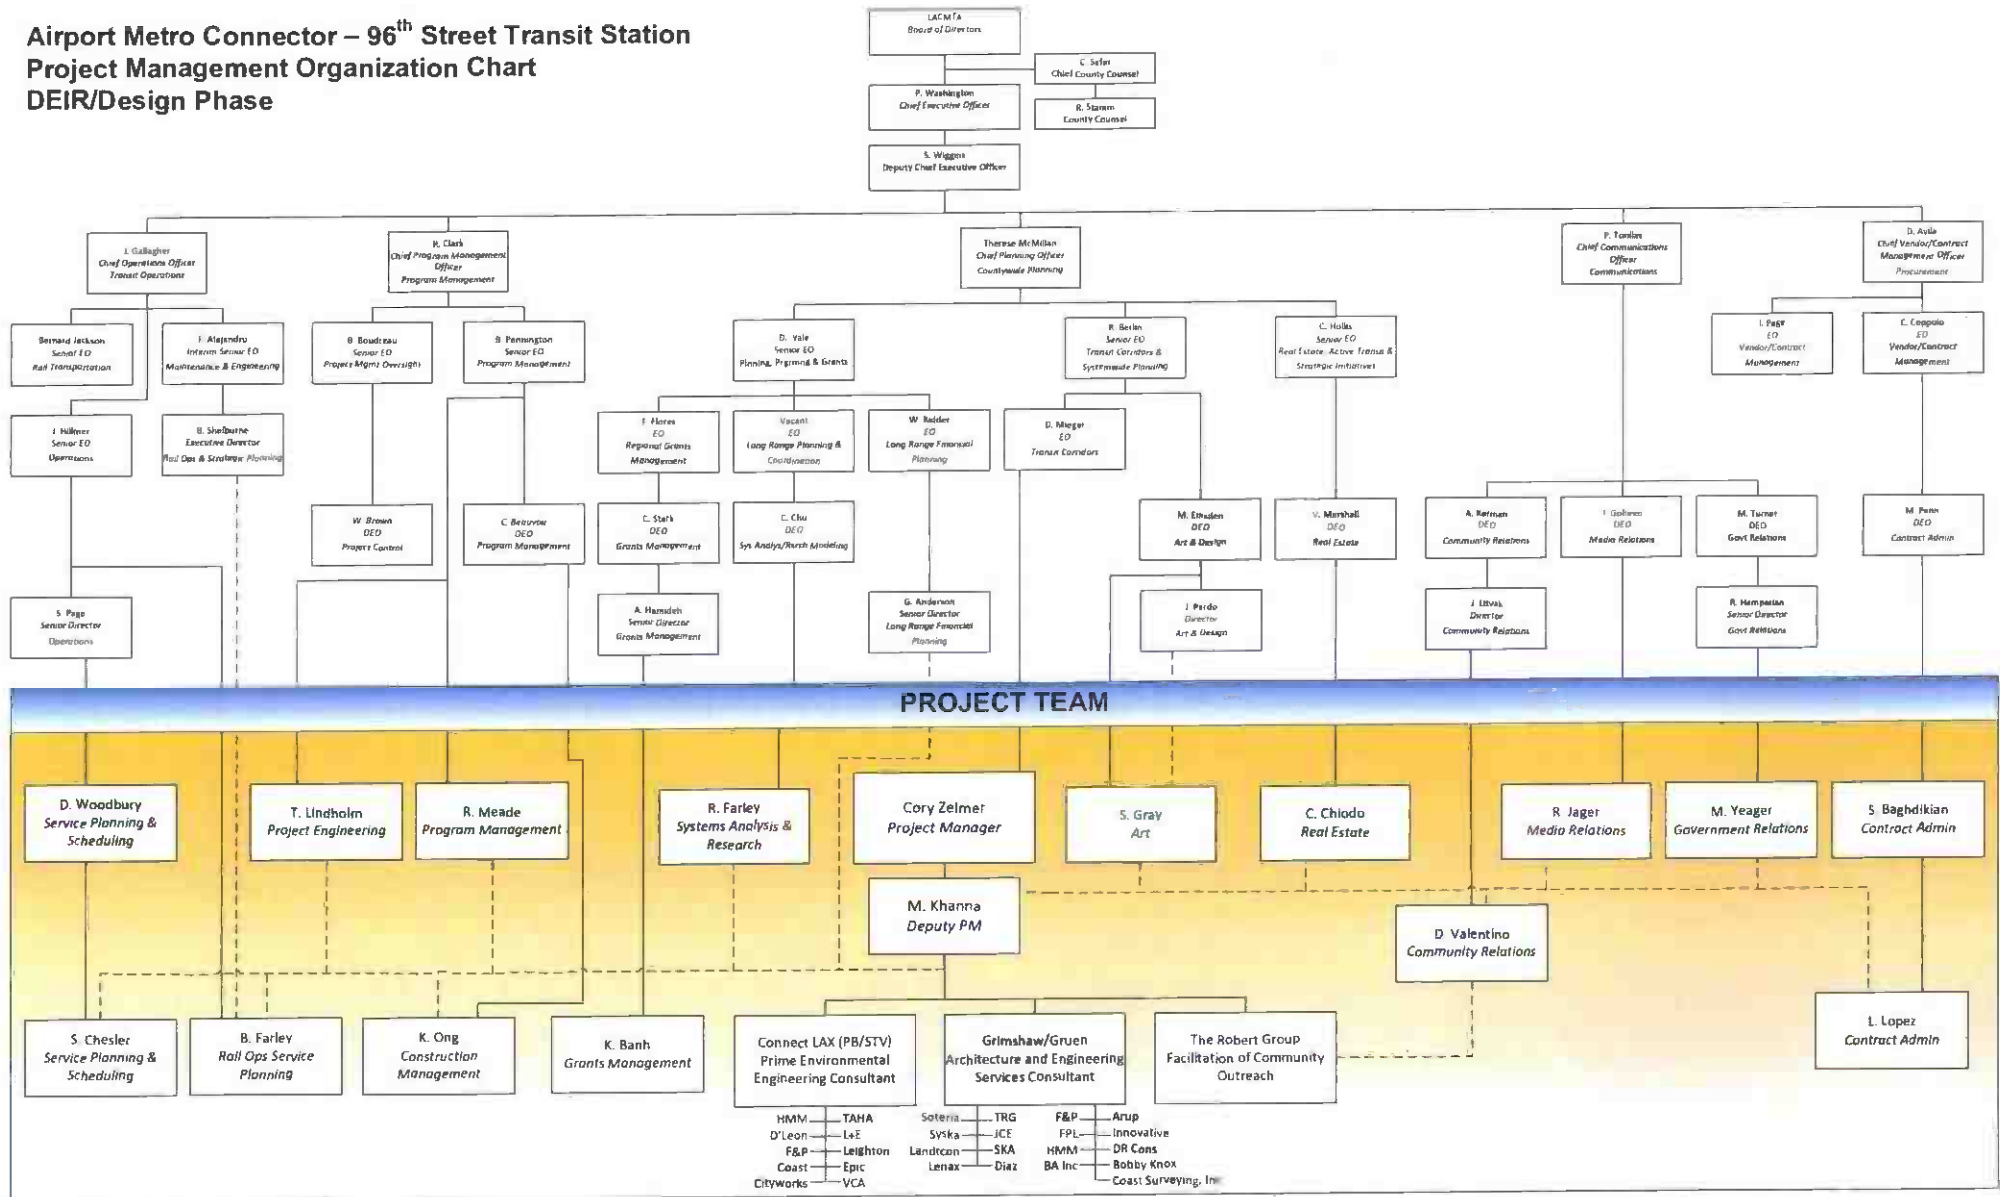 Airport Metro Connector – 96th Street Transit Station
Project Management Organization Chart
DEIR/Design Phase
LACMTA
Board of Directors
C. Safer
Chief County Counsel
P. Washington
Chief Executive Officer
R. Stamm
County Counsel
S. Wiggins
Deputy Chief Executive Officer
J. Gallagher
Chief Operations Officer
Transit Operations
R. Clark
Chief Program Management
Officer
Program Management
Therese McMillan
Chief Planning Officer
Countywide Planning
Chief Communications
Officer
Communications
D. Avila
Chief Vendor/Contract
Management Officer
Procurement
Bernard Jackson
Senior EO
Rail Transportation
F. Alejandro
Interim Senior EO
Maintenance & Engineering
B Boudreau
Senior EO
Project Mgmt Oversight
B Pennington
Senior EO
Program Management
D. Yale
Senior EO
Planning, Prgrming & Grants
R. Berlin
Senior EO
Transit Corridors &
Systemwide Planning
C. Hollis
Senior EO
Real Estate, Active Transp &
Strategic Initiatives
I. Page
EO
Vendor/Contract
Management
C. Coppolo
EO
Vendor/Contract
Management
J Hillmer
Senior EO
Operations
B. Shelburne
Executive Director
Rail Ops & Strategic Planning
F. Flores
EO
Regional Grants
Management
Vacant
EO
Long Range Planning &
Coordination
EO
Long Range Financial
Planning
D. Mieger
EO
Transit Corridors
W. Brown
DEO
Project Control
DEO
Program Management
C. Stark
DEO
Grants Management
C. Chu
DEO
Sys Analys/Rsrch Modeling
DEO
Art & Design
V. Marshall
DEO
Real Estate
A. Kerman
DEO
Community Relations
DEO
Media Relations
M. Turner
DEO
Govt Relations
M. Penn
DEO
Contract Admin
S. Page
Senior Director
Operations
Senior Director
Grants Management
G. Anderson
Senior Director
Long Range Financial
Planning
J Pardo
Director
Art & Design
J. Litvak
Director
Community Relations
Senior Director
Govt Relations
PROJECT TEAM
D. Woodbury
Service Planning &
Scheduling
T. Lindholm
Project Engineering
R. Meade
Program Management
R. Farley
Systems Analysis &
Research
Cory Zelmer
Project Manager
S. Gray
Art
C. Chiodo
Real Estate
R Jager
Media Relations
M. Yeager
Government Relations
S Baghdikian
Contract Admin
M. Khanna
Deputy PM
D Valentino
Community Relations
S. Chesler
Service Planning &
Scheduling
B. Farley
Rail Ops Service
Planning
K. Ong
Construction
Management
K. Banh
Grants Management
Connect LAX (PB/STV)
Prime Environmental
Engineering Consultant
Grimshaw/Gruen
Architecture and Engineering
Services Consultant
The Robert Group
Facilitation of Community
Outreach
L. Lopez
Contract Admin
HMM TAHA
D'Leon L+E
F&P Leighton
Coast Epic
Cityworks VCA
Soteria TRG
Syska JCE
Landtcon SKA
Lenax Diaz
F&P Arup
FPL Innovative
HMM DR Cons
BA Inc Bobby Knox
Coast Surveying, Inc